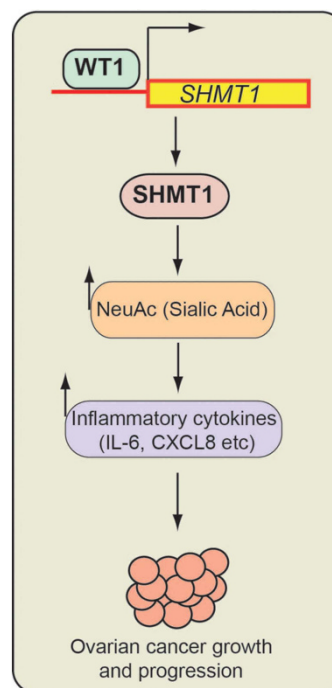 WT1
SHMT1
SHMT1
NeuAc (Sialic Acid)
Inflammatory cytokines
(IL-6, CXCL8 etc)
Ovarian cancer growth
and progression